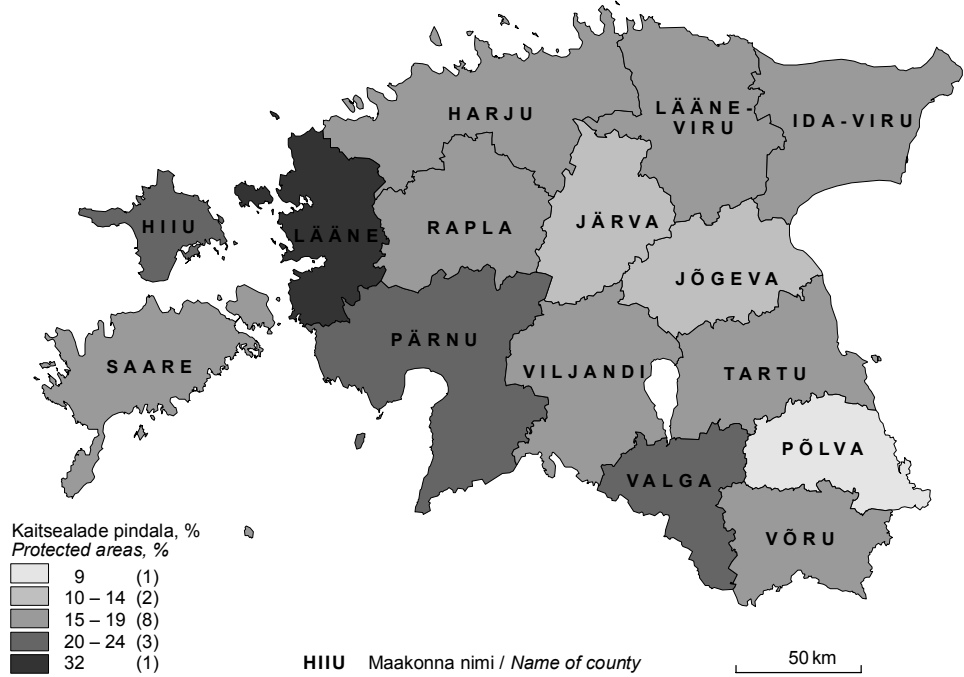 HARJU
LÄÄNE-
VIRU
IDA-VIRU
HIIU
LÄÄNE
RAPLA
JÄRVA
JÕGEVA
SAARE
PÄRNU
VILJANDI
TARTU
PÕLVA
VALGA
VÕRU
Kaitsealade pindala, %
Protected areas, %
9 (1)
10 – 14 (2)
15 – 19 (8)
20 – 24 (3)
32 (1)
HIIU Maakonna nimi / Name of county
50 km